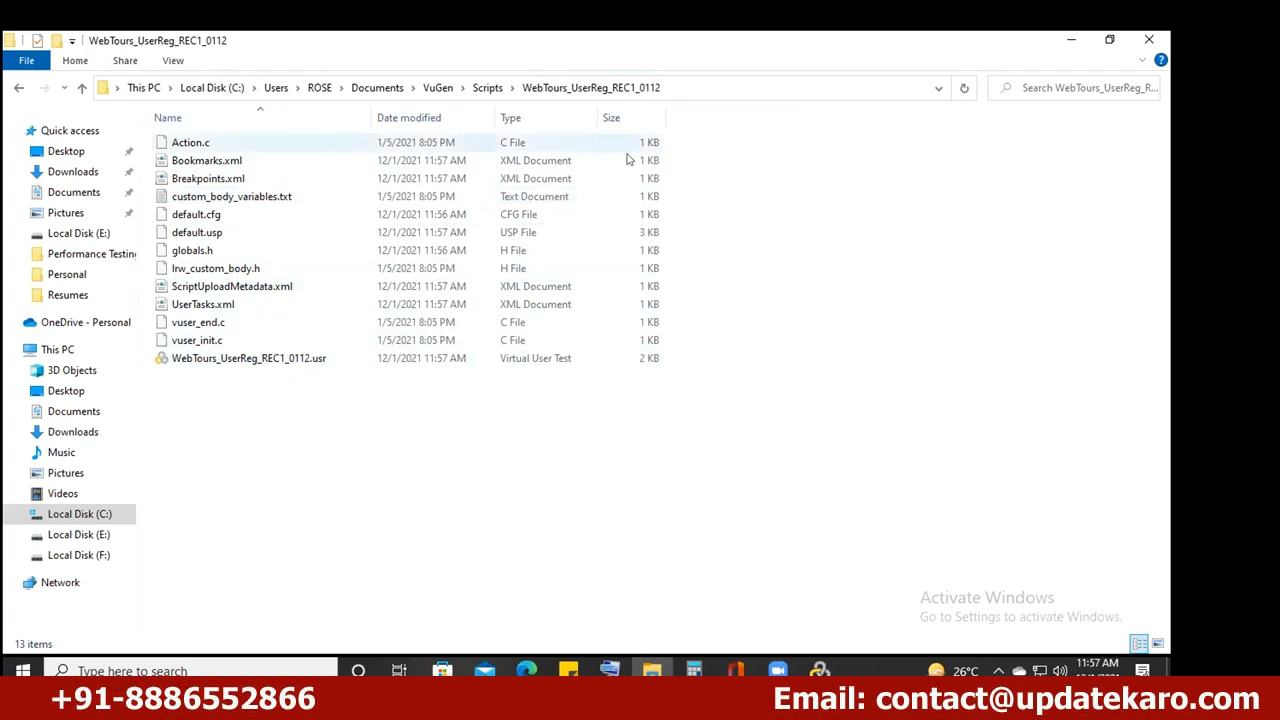 WebTours_UserReg_REC1_0112
File Home Share View
This PC Local Disk (C:) Users ROSE Documents VuGen Scripts WebTours_UserReg_REC1_0112 Search WebTours_UserReg_R...
Name Date modified Type Size
Action.c 1/5/2021 8:05 PM C File 1 KB
Bookmarks.xml 12/1/2021 11:57 AM XML Document 1 KB
Breakpoints.xml 12/1/2021 11:57 AM XML Document 1 KB
custom_body_variables.txt 1/5/2021 8:05 PM Text Document 1 KB
default.cfg 12/1/2021 11:56 AM CFG File 1 KB
default.usp 12/1/2021 11:57 AM USP File 3 KB
globals.h 12/1/2021 11:56 AM H File 1 KB
lrw_custom_body.h 1/5/2021 8:05 PM H File 1 KB
ScriptUploadMetadata.xml 12/1/2021 11:57 AM XML Document 1 KB
UserTasks.xml 12/1/2021 11:57 AM XML Document 1 KB
vuser_end.c 1/5/2021 8:05 PM C File 1 KB
vuser_init.c 1/5/2021 8:05 PM C File 1 KB
WebTours_UserReg_REC1_0112.usr 12/1/2021 11:57 AM Virtual User Test 2 KB
Quick access
Desktop
Downloads
Documents
Pictures
Local Disk (E:)
Performance Testing
Personal
Resumes
OneDrive - Personal
This PC
3D Objects
Desktop
Documents
Downloads
Music
Pictures
Videos
Local Disk (C:)
Local Disk (E:)
Local Disk (F:)
Network
Activate Windows
Go to Settings to activate Windows.
13 items
Type here to search
26°C
11:57 AM
+91-8886552866 Email: contact@updatekaro.com